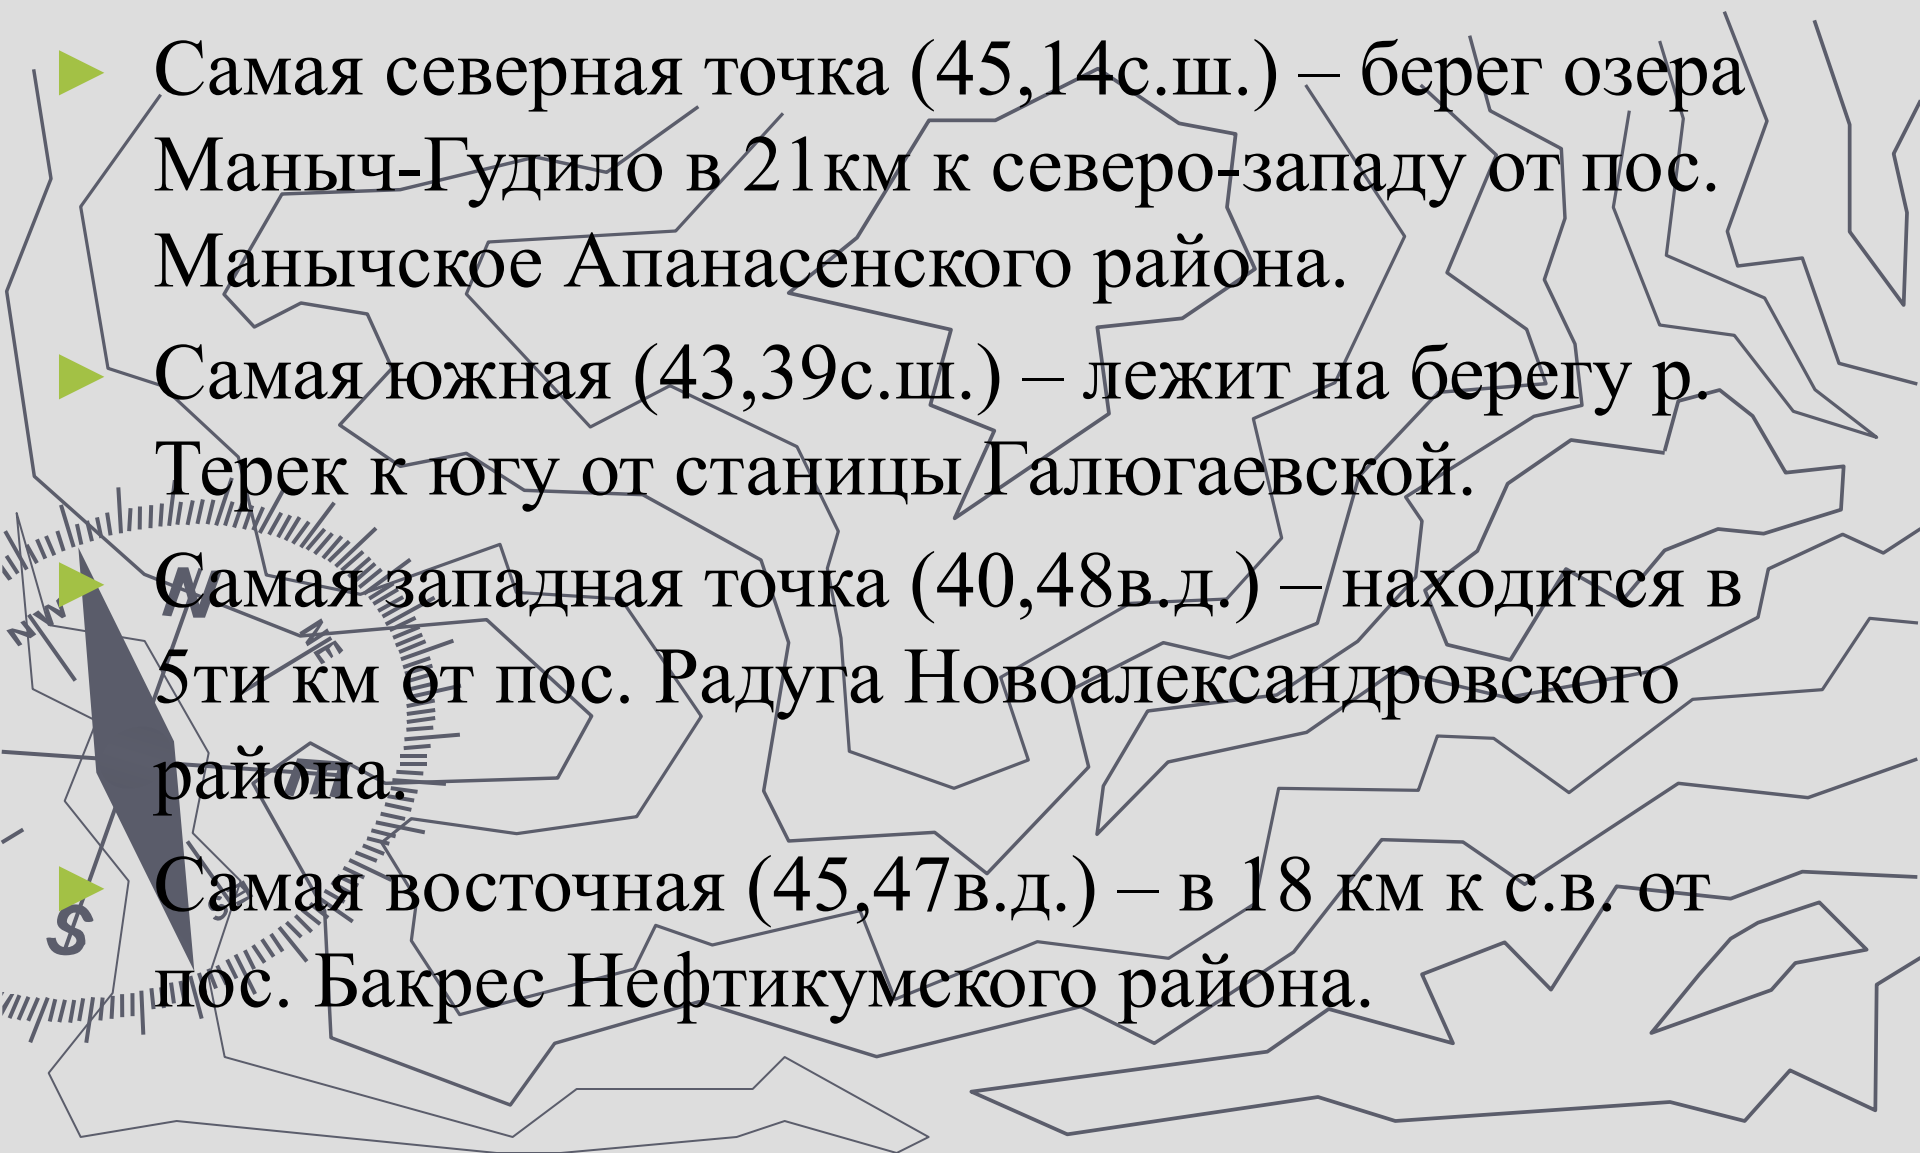 Самая северная точка (45,14с.ш.) – берег озера
Маныч-Гудило в 21км к северо-западу от пос.
Манычское Апанасенского района.
Самая южная (43,39с.ш.) – лежит на берегу р.
Терек к югу от станицы Галюгаевской.
Самая западная точка (40,48в.д.) – находится в
5ти км от пос. Радуга Новоалександровского
района.
Самая восточная (45,47в.д.) – в 18 км к с.в. от
пос. Бакрес Нефтикумского района.
N
NE
NW
E
S